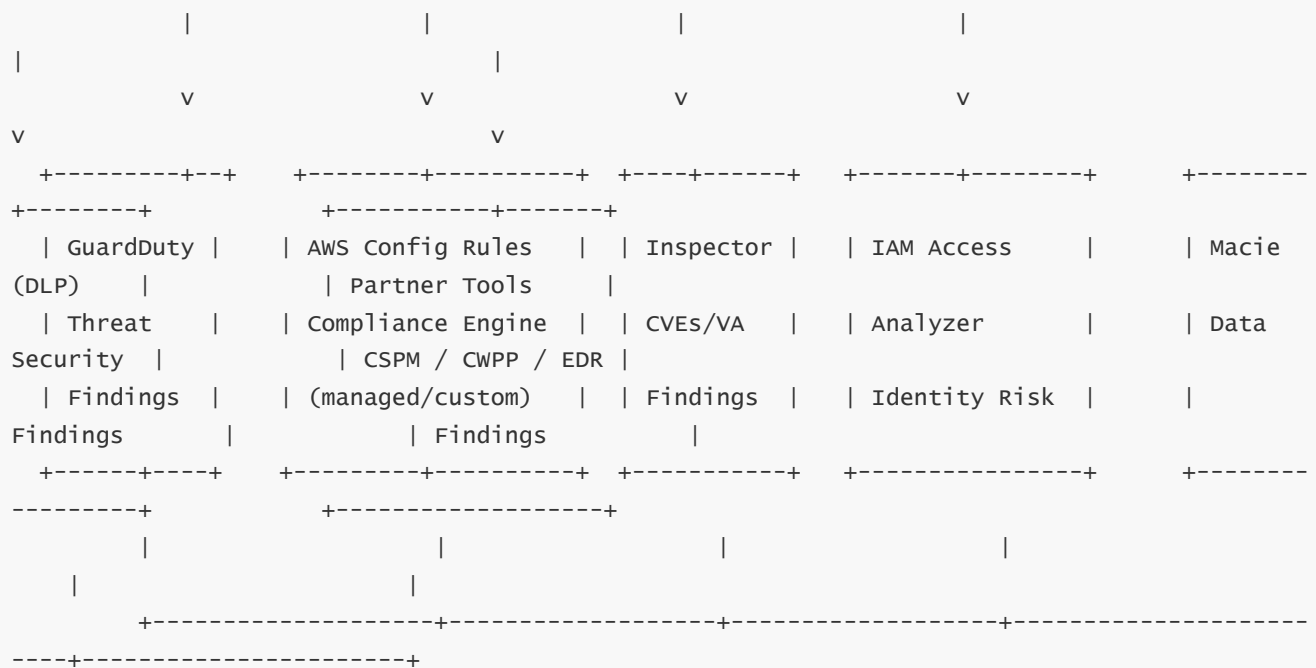 |                 |                  |                    |
|                                  |
              v                 v                  v                    v
v                                  v
  +---------+--+    +--------+----------+  +----+------+   +-------+--------+       +--------
+--------+             +-----------+-------+
  | GuardDuty |     | AWS Config Rules   |  | Inspector |   | IAM Access     |       | Macie
(DLP)    |             | Partner Tools     |
  | Threat    |     | Compliance Engine  |  | CVEs/VA   |   | Analyzer       |       | Data
Security  |             | CSPM / CWPP / EDR |
  | Findings  |     | (managed/custom)   |  | Findings  |   | Identity Risk  |       |
Findings       |             | Findings          |
  +------+----+     +---------+----------+  +-----------+   +----------------+       +--------
---------+             +-------------------+
         |                    |                    |                   |
    |                       |
         +--------------------+-------------------+-------------------+---------------------
----+-----------------------+